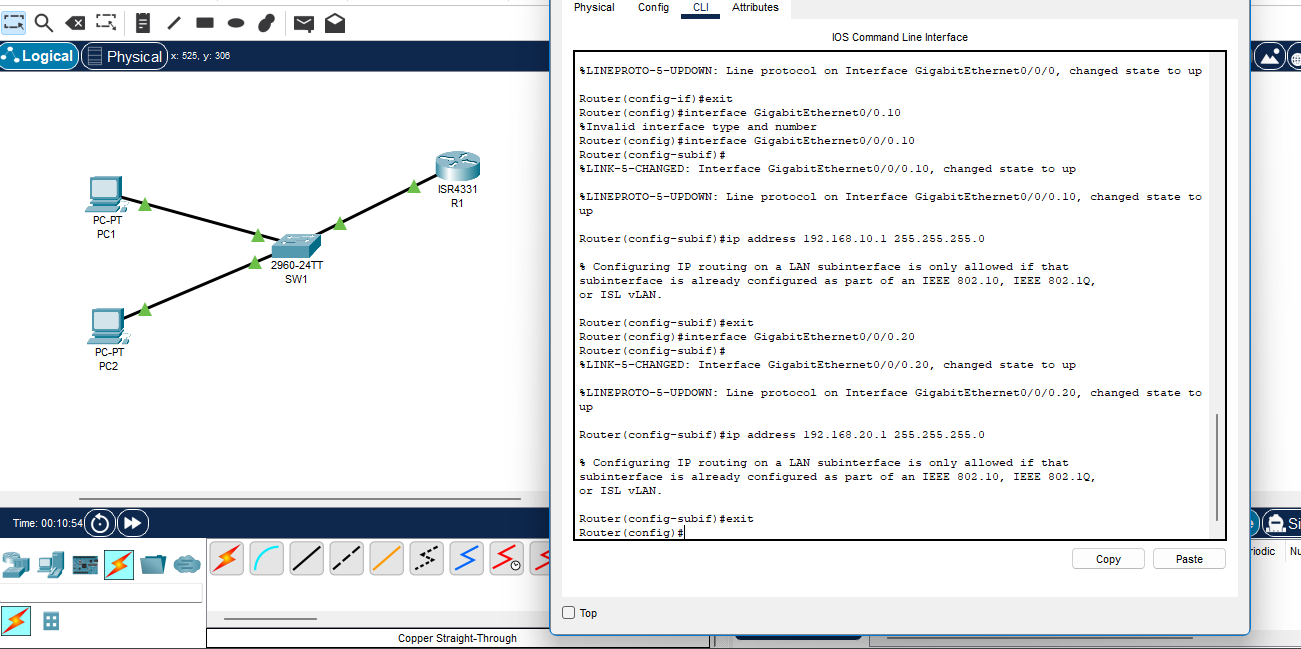 Physical
Config
CLI
Attributes
IOS Command Line Interface
Logical
Physical
x: 525, y: 306
%LINEPROTO-5-UPDOWN: Line protocol on Interface GigabitEthernet0/0/0, changed state to up
Router(config-if)#exit
Router(config)#interface GigabitEthernet0/0.10
%Invalid interface type and number
Router(config)#interface GigabitEthernet0/0/0.10
Router(config-subif)#
%LINK-5-CHANGED: Interface GigabitEthernet0/0/0.10, changed state to up
%LINEPROTO-5-UPDOWN: Line protocol on Interface GigabitEthernet0/0/0.10, changed state to
up
Router(config-subif)#ip address 192.168.10.1 255.255.255.0
% Configuring IP routing on a LAN subinterface is only allowed if that
subinterface is already configured as part of an IEEE 802.10, IEEE 802.1Q,
or ISL vLAN.
Router(config-subif)#exit
Router(config)#interface GigabitEthernet0/0/0.20
Router(config-subif)#
%LINK-5-CHANGED: Interface GigabitEthernet0/0/0.20, changed state to up
%LINEPROTO-5-UPDOWN: Line protocol on Interface GigabitEthernet0/0/0.20, changed state to
up
Router(config-subif)#ip address 192.168.20.1 255.255.255.0
% Configuring IP routing on a LAN subinterface is only allowed if that
subinterface is already configured as part of an IEEE 802.10, IEEE 802.1Q,
or ISL vLAN.
Router(config-subif)#exit
Router(config)#
Copy
Paste
Top
ISR4331
R1
PC-PT
PC1
2960-24TT
SW1
PC-PT
PC2
Time: 00:10:54
Copper Straight-Through